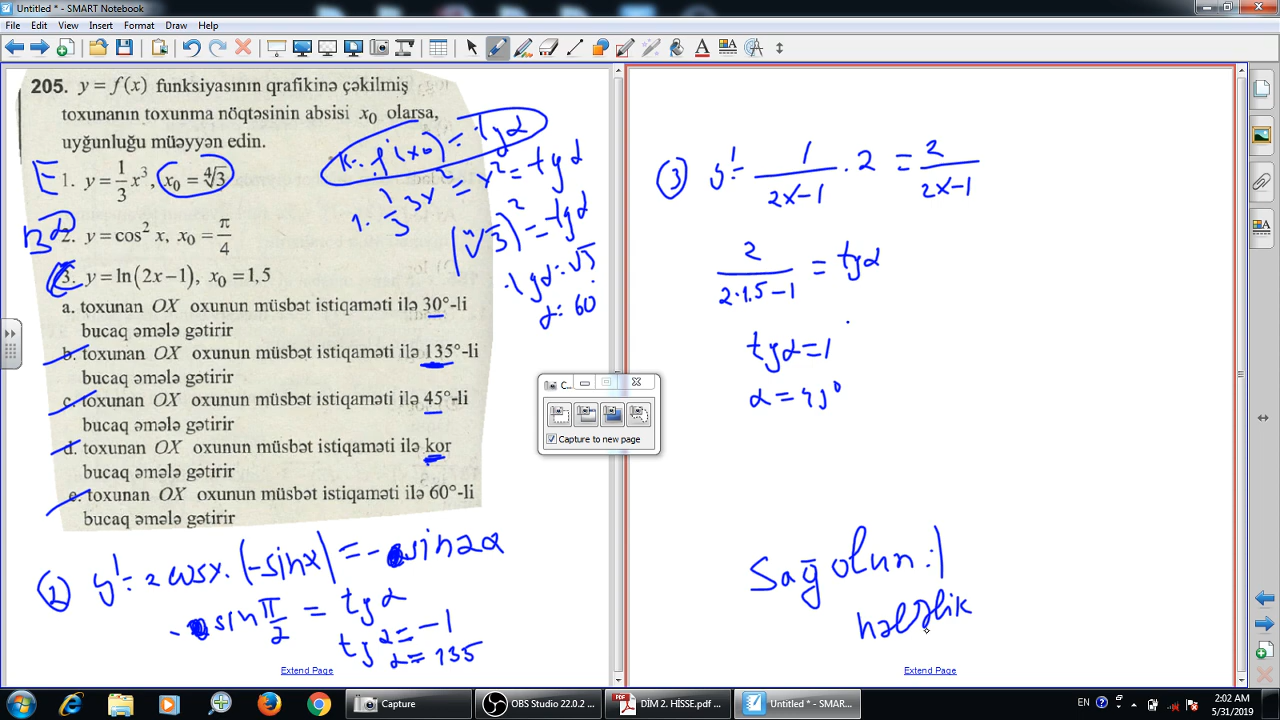 Untitled * - SMART Notebook
File Edit View Insert Format Tools Add-ons Draw Help
205. y = f(x) funksiyasının qrafikinə çəkilmiş
toxunanın toxunma nöqtəsinin absisi x₀ olarsa,
uyğunluğu müəyyən edin.
E 1. y = 1/3 x³, x₀ = ⁴√3
B d 2. y = cos² x, x₀ = π/4
C 3. y = ln(2x−1), x₀ = 1,5
a. toxunan OX oxunun müsbət istiqaməti ilə 30°-li
bucaq əmələ gətirir
b. toxunan OX oxunun müsbət istiqaməti ilə 135°-li
bucaq əmələ gətirir
c. toxunan OX oxunun müsbət istiqaməti ilə 45°-li
bucaq əmələ gətirir
d. toxunan OX oxunun müsbət istiqaməti ilə kor
bucaq əmələ gətirir
e. toxunan OX oxunun müsbət istiqaməti ilə 60°-li
bucaq əmələ gətirir
K = f'(x₀) = tgα
1. 1/3 3x² = x² = tgα
(⁴√3)² = tgα
tgα = √3
α = 60
② y' = 2cosx · (−sinx) = − sin2α
− sin π/2 = tgα
tgα = −1
α = 135
Extend Page
③ y' = 1/(2x−1) · 2 = 2/(2x−1)
2/(2·1.5−1) = tgα
tgα = 1
α = 45°
C...
Capture to new page
Sağ olun :)
hələlik
Extend Page
Capture
OBS Studio 22.0.2 ...
DİM 2. HİSSE.pdf ...
Untitled * - SMAR...
EN
2:02 AM
5/31/2019